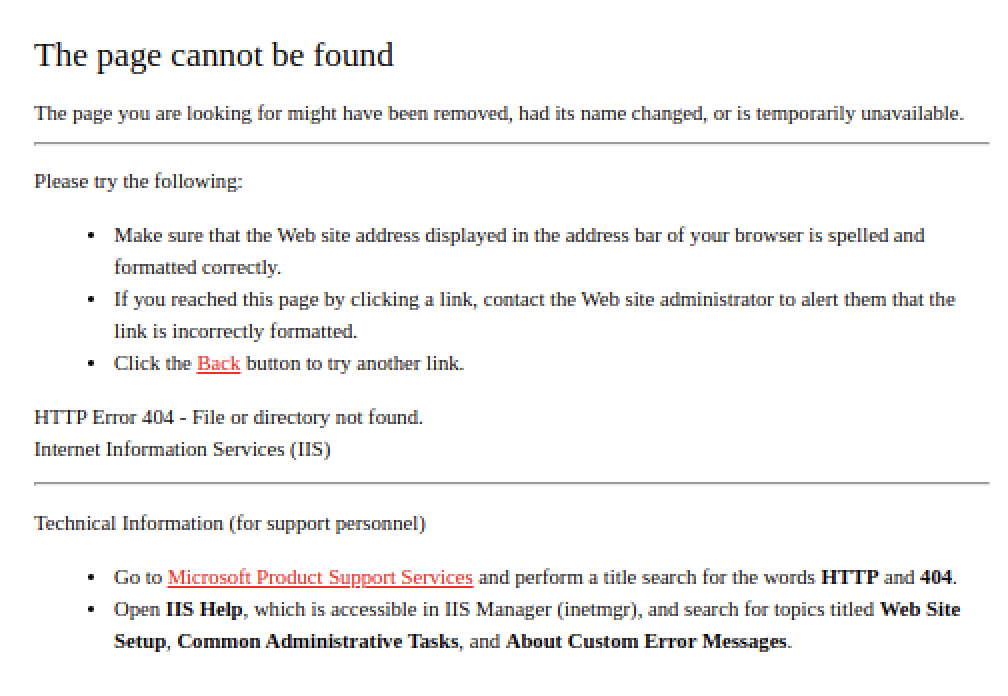 The page cannot be found
The page you are looking for might have been removed, had its name changed, or is temporarily unavailable.
Please try the following:
• Make sure that the Web site address displayed in the address bar of your browser is spelled and
formatted correctly.
• If you reached this page by clicking a link, contact the Web site administrator to alert them that the
link is incorrectly formatted.
• Click the Back button to try another link.
HTTP Error 404 - File or directory not found.
Internet Information Services (IIS)
Technical Information (for support personnel)
• Go to Microsoft Product Support Services and perform a title search for the words HTTP and 404.
• Open IIS Help, which is accessible in IIS Manager (inetmgr), and search for topics titled Web Site
Setup, Common Administrative Tasks, and About Custom Error Messages.